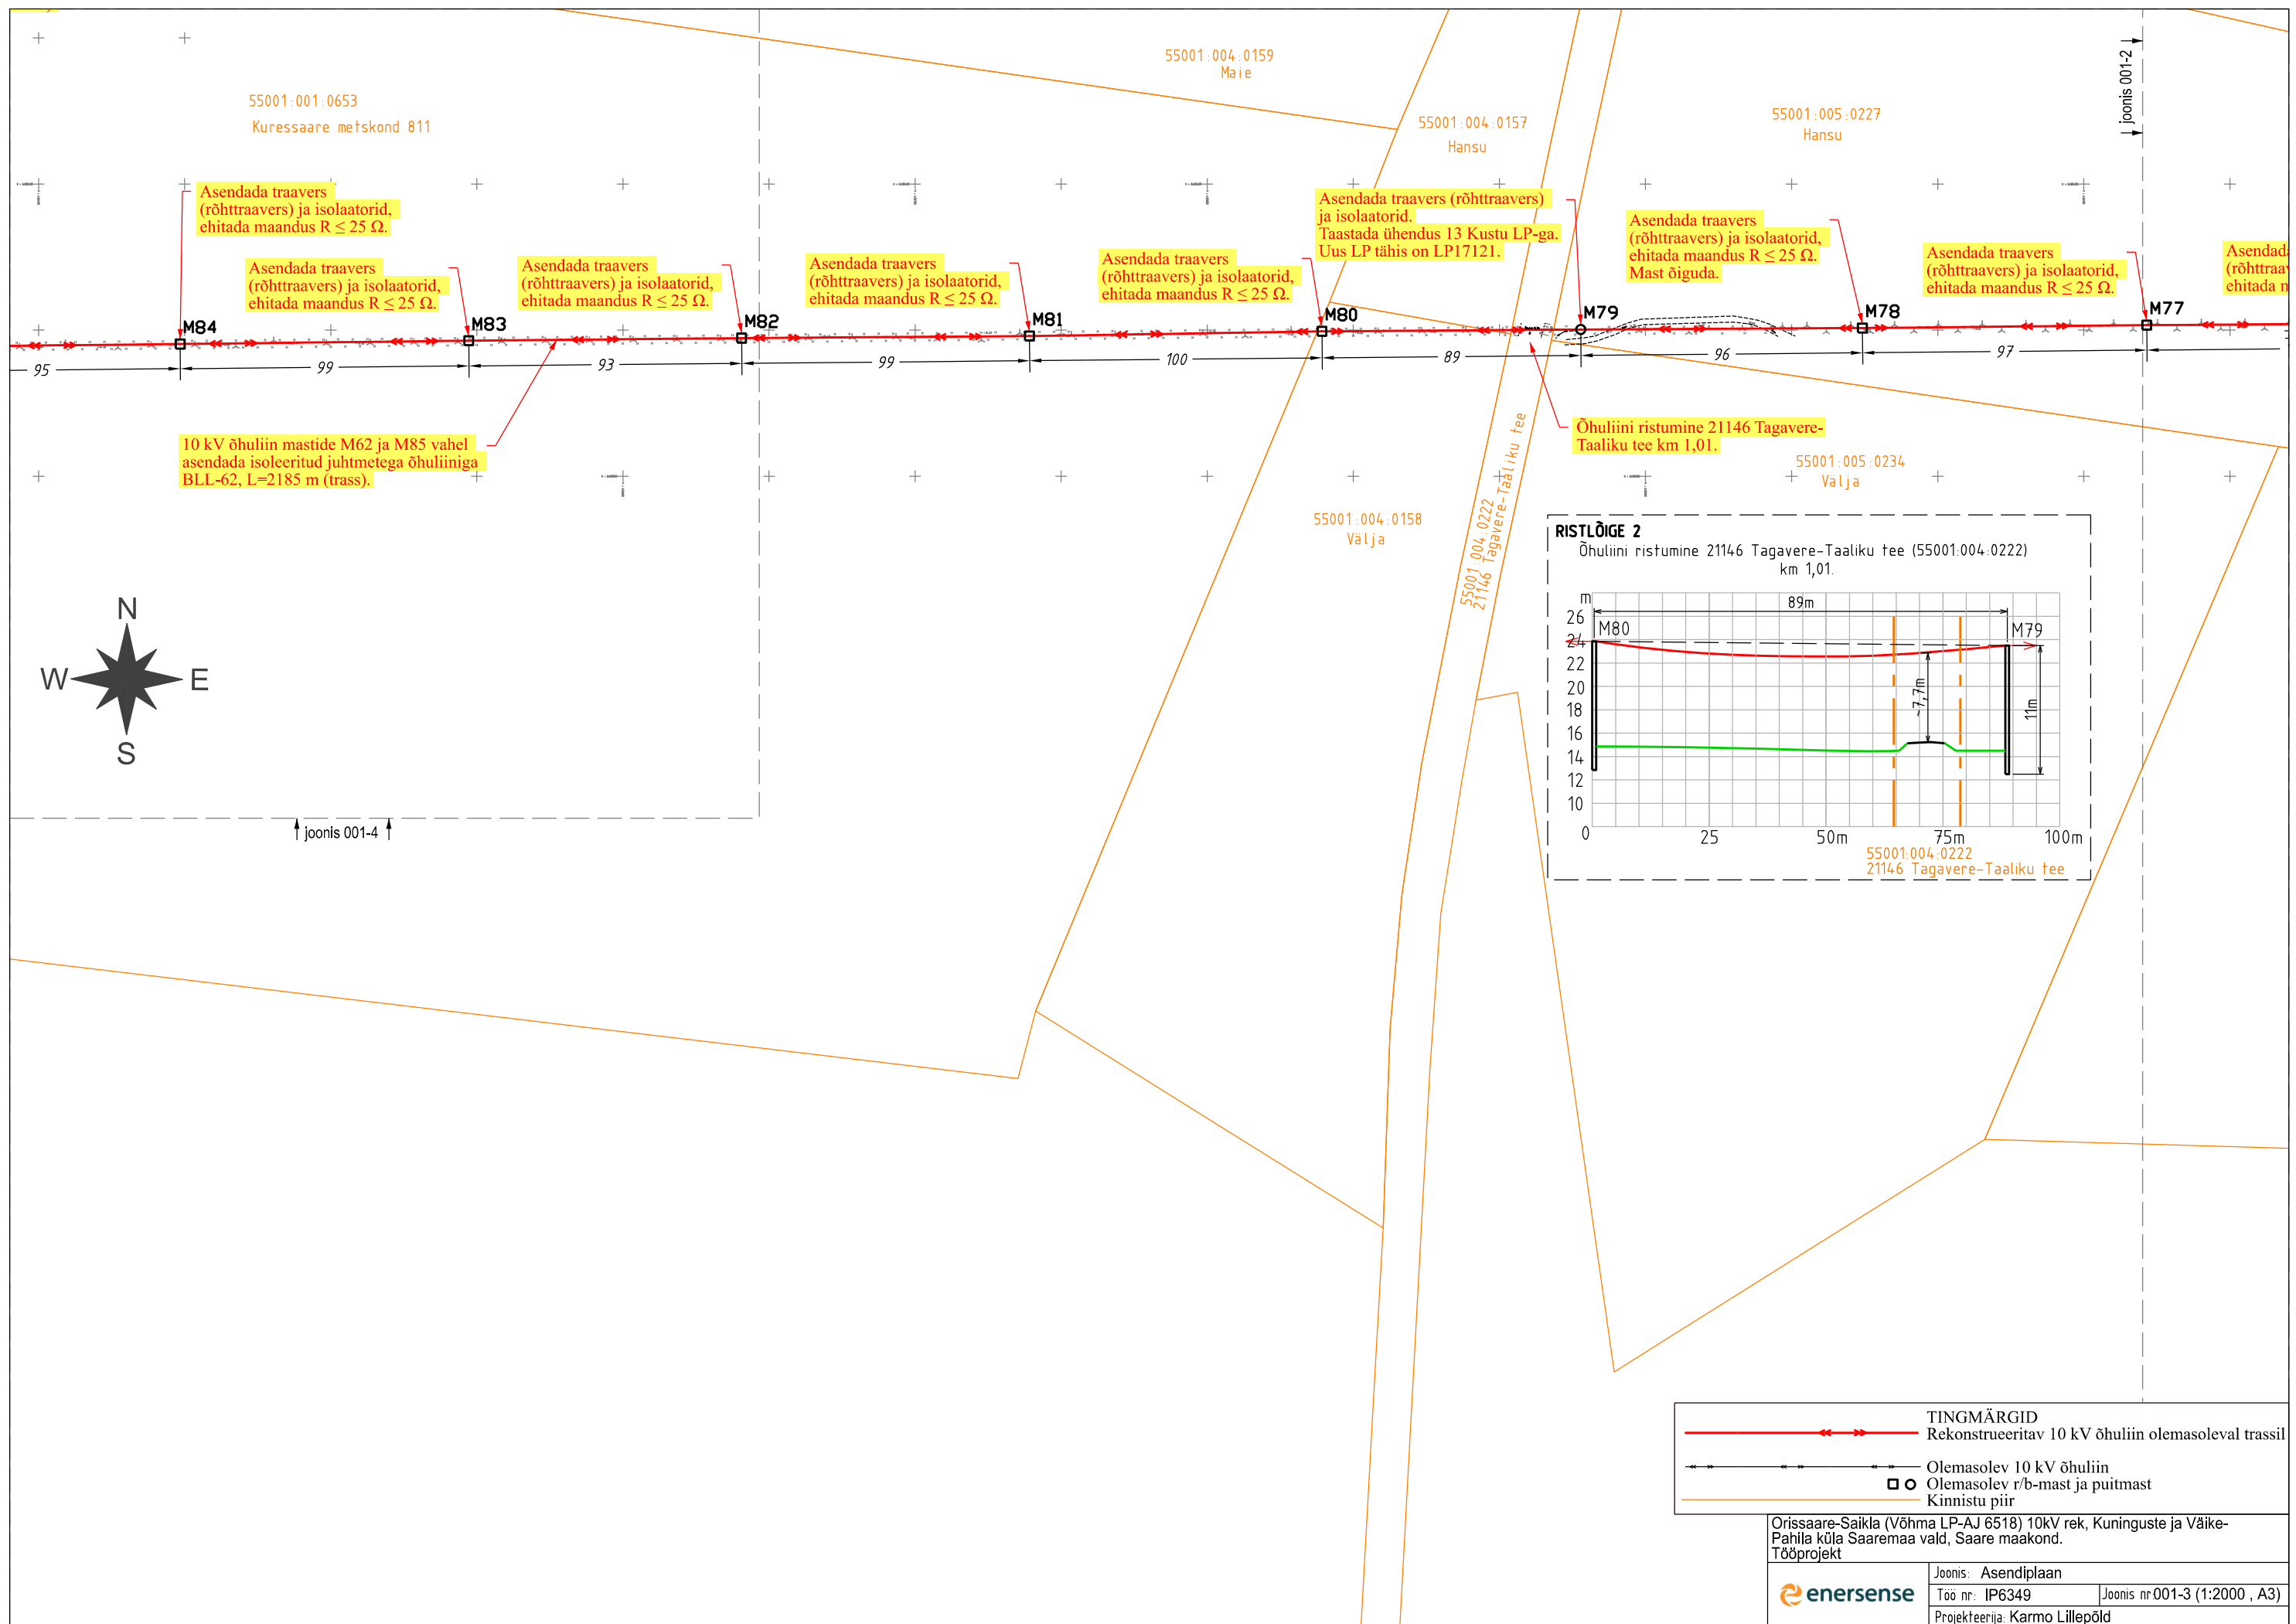 55001:004:0159
Maie
55001:001:0653
Kuressaare metskond 811
55001:004:0157
Hansu
55001:005:0227
Hansu
joonis 001-2
Asendada traavers
(rõhttraavers) ja isolaatorid,
ehitada maandus R ≤ 25 Ω.
Asendada traavers
(rõhttraavers) ja isolaatorid,
ehitada maandus R ≤ 25 Ω.
Asendada traavers
(rõhttraavers) ja isolaatorid,
ehitada maandus R ≤ 25 Ω.
Asendada traavers
(rõhttraavers) ja isolaatorid,
ehitada maandus R ≤ 25 Ω.
Asendada traavers
(rõhttraavers) ja isolaatorid,
ehitada maandus R ≤ 25 Ω.
Asendada traavers (rõhttraavers)
ja isolaatorid.
Taastada ühendus 13 Kustu LP-ga.
Uus LP tähis on LP17121.
Asendada traavers
(rõhttraavers) ja isolaatorid,
ehitada maandus R ≤ 25 Ω.
Mast õiguda.
Asendada traavers
(rõhttraavers) ja isolaatorid,
ehitada maandus R ≤ 25 Ω.
Asendad
(rõhttraav
ehitada m
M84
M83
M82
M81
M80
M79
M78
M77
95
99
93
99
100
89
96
97
10 kV õhuliin mastide M62 ja M85 vahel
asendada isoleeritud juhtmetega õhuliiniga
BLL-62, L=2185 m (trass).
Õhuliini ristumine 21146 Tagavere-
Taaliku tee km 1,01.
55001:005:0234
Välja
55001:004:0158
Välja
55001:004:0222
21146 Tagavere-Taaliku tee
21146 Tagavere-Taaliku tee
RISTLÕIGE 2
Õhuliini ristumine 21146 Tagavere-Taaliku tee (55001:004:0222)
km 1,01.
m
89m
26
M80
M79
24
22
20
18
16
14
12
10
~7,7m
11m
0
25
50m
75m
100m
55001:004:0222
21146 Tagavere-Taaliku tee
N
W
E
S
joonis 001-4
TINGMÄRGID
Rekonstrueeritav 10 kV õhuliin olemasoleval trassil
Olemasolev 10 kV õhuliin
Olemasolev r/b-mast ja puitmast
Kinnistu piir
Orissaare-Saikla (Võhma LP-AJ 6518) 10kV rek, Kuninguste ja Väike-
Pahila küla Saaremaa vald, Saare maakond.
Tööprojekt
enersense
Joonis: Asendiplaan
Töö nr: IP6349
Joonis nr:001-3 (1:2000 , A3)
Projekteerija: Karmo Lillepõld